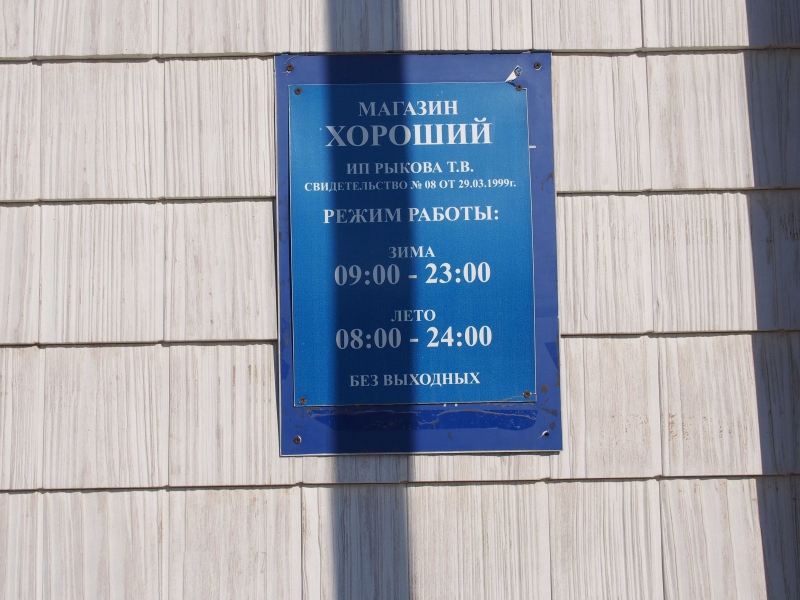 МАГАЗИН
ХОРОШИЙ
ИП РЫКОВА Т.В.
СВИДЕТЕЛЬСТВО № 08 ОТ 29.03.1999г.
РЕЖИМ РАБОТЫ:
ЗИМА
09:00 - 23:00
ЛЕТО
08:00 - 24:00
БЕЗ ВЫХОДНЫХ